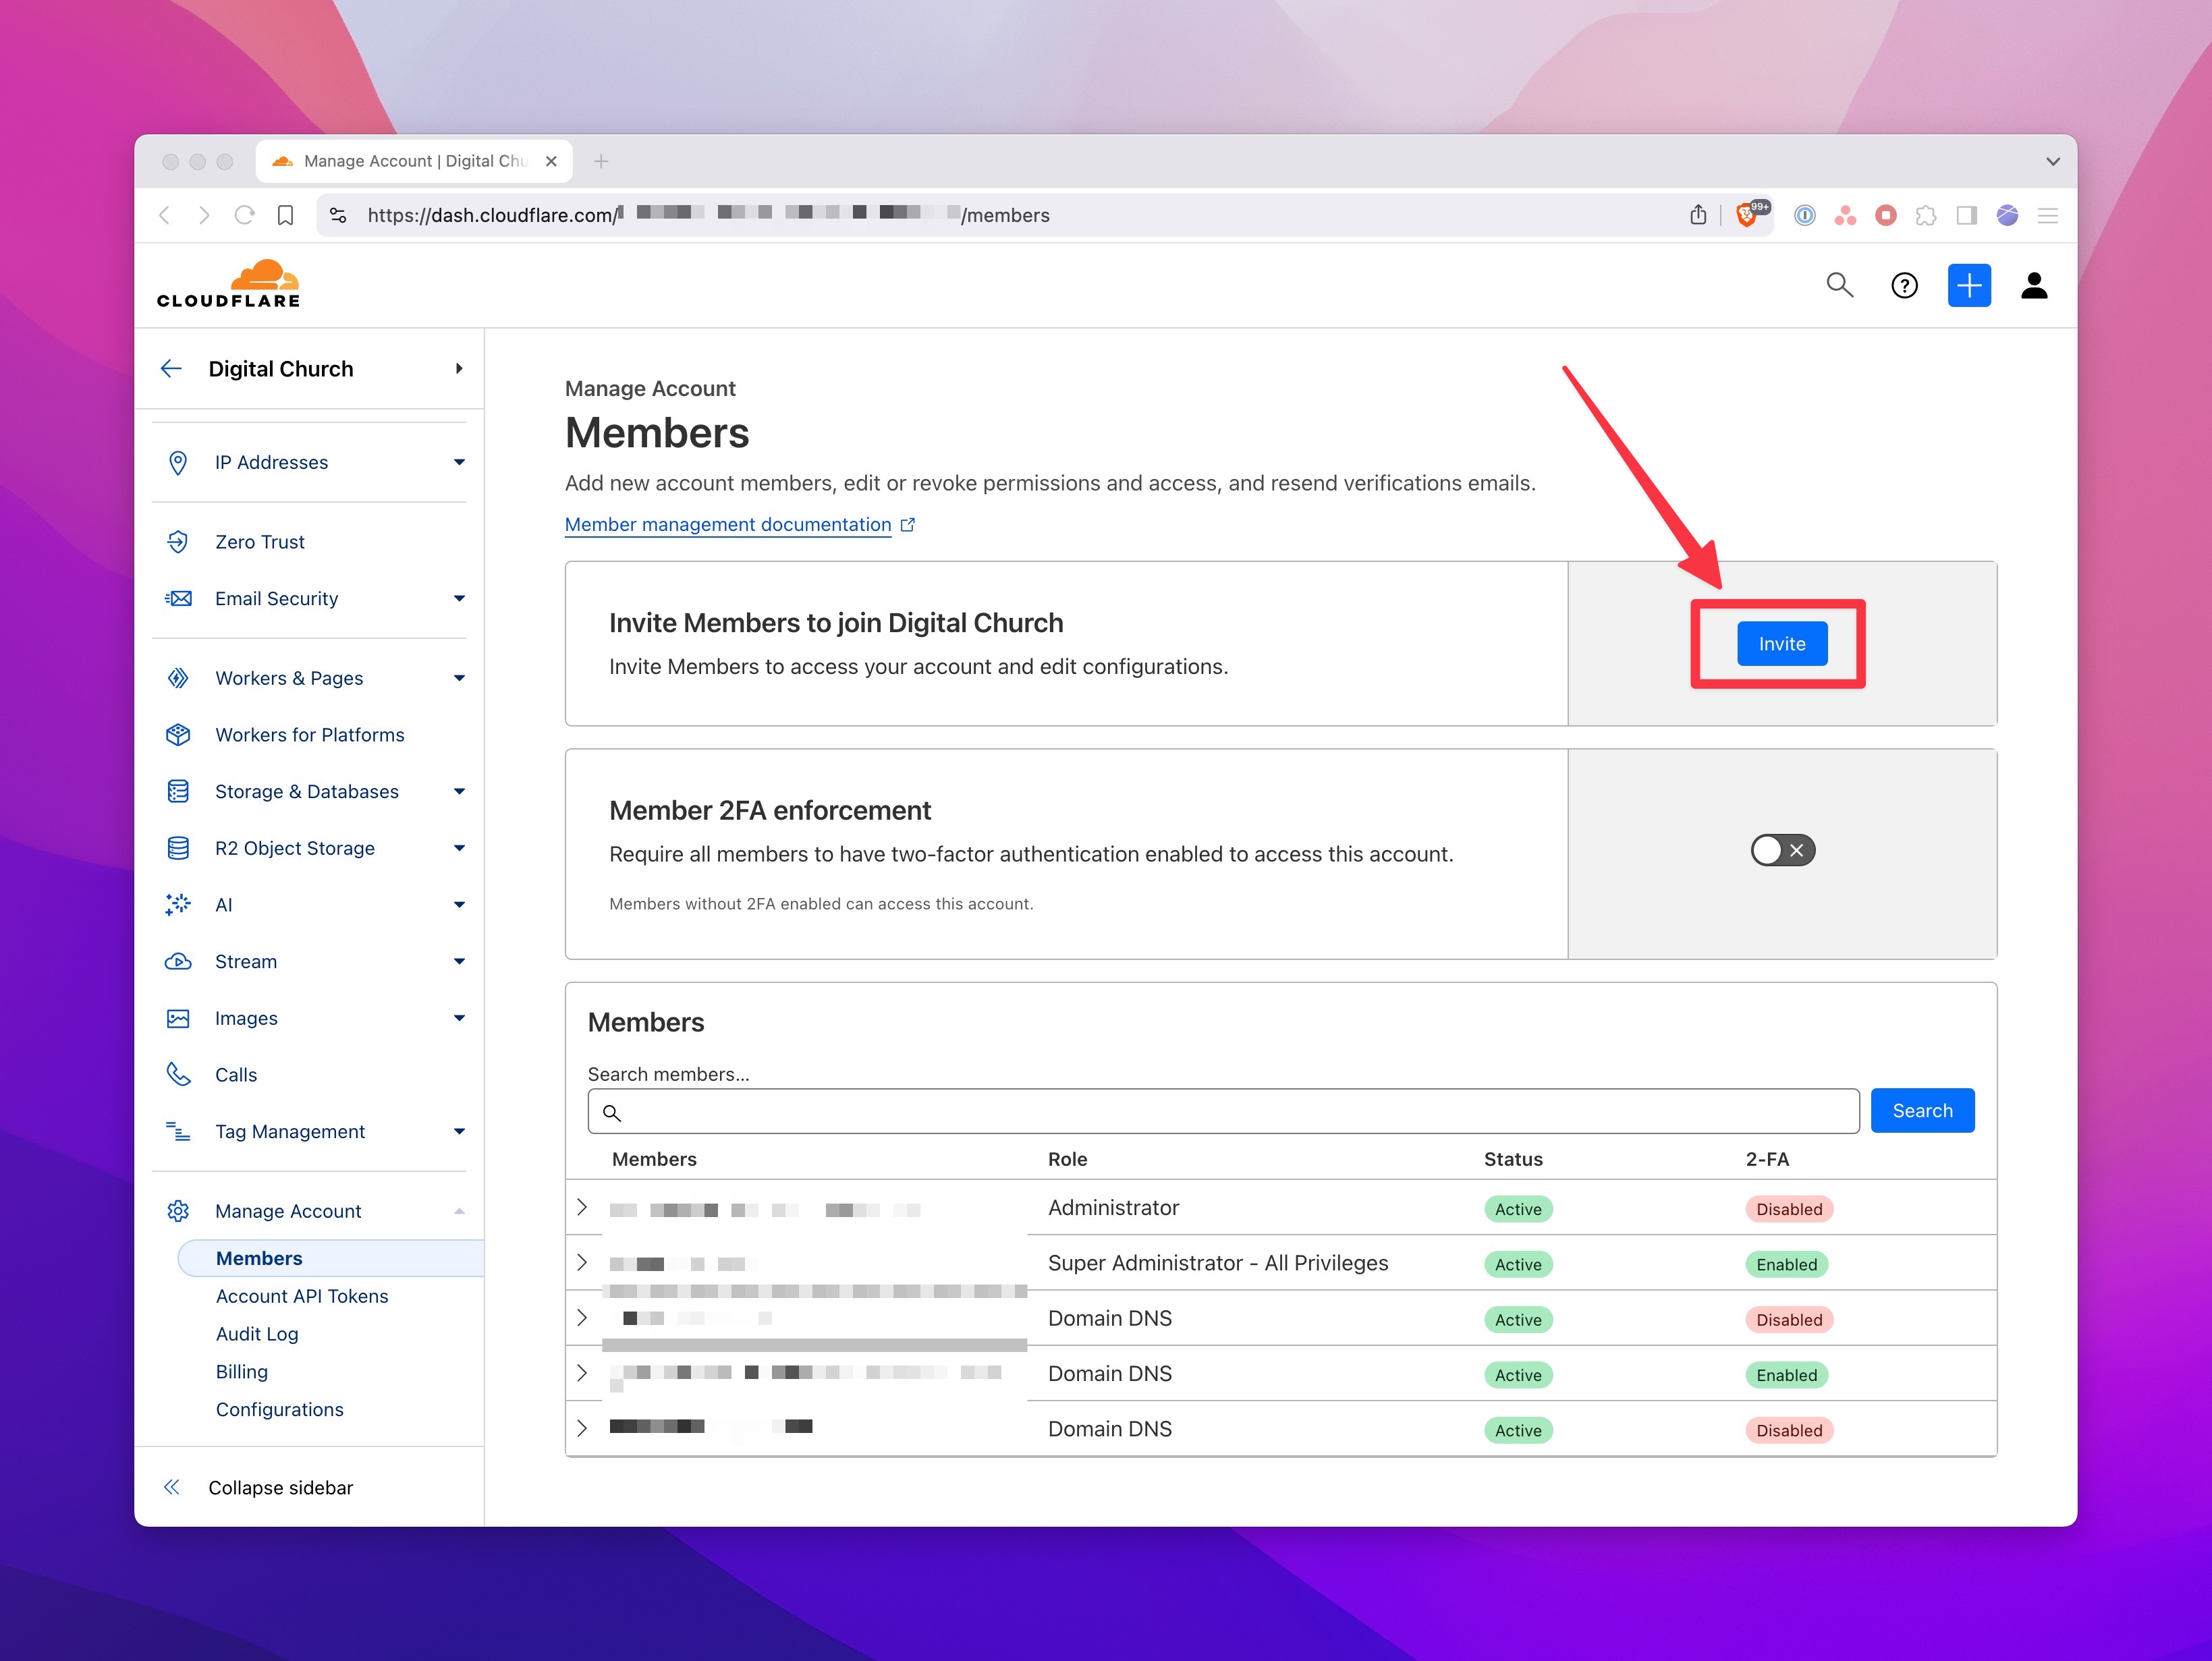 Manage Account | Digital Chu
https://dash.cloudflare.com/
/members
99+
CLOUDFLARE
Digital Church
IP Addresses
Zero Trust
Email Security
Workers & Pages
Workers for Platforms
Storage & Databases
R2 Object Storage
AI
Stream
Images
Calls
Tag Management
Manage Account
Members
Account API Tokens
Audit Log
Billing
Configurations
Collapse sidebar
Manage Account
Members
Add new account members, edit or revoke permissions and access, and resend verifications emails.
Member management documentation
Invite Members to join Digital Church
Invite Members to access your account and edit configurations.
Invite
Member 2FA enforcement
Require all members to have two-factor authentication enabled to access this account.
Members without 2FA enabled can access this account.
Members
Search members...
Search
Members Role Status 2-FA
Administrator Active Disabled
Super Administrator - All Privileges Active Enabled
Domain DNS Active Disabled
Domain DNS Active Enabled
Domain DNS Active Disabled